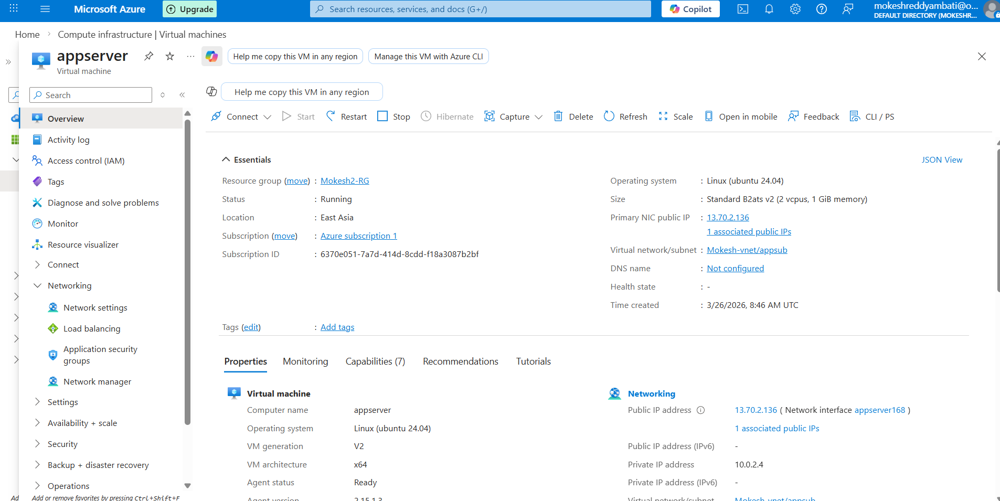 Microsoft Azure
Upgrade
Search resources, services, and docs (G+/)
Copilot
mokeshreddyambati@o...
DEFAULT DIRECTORY (MOKESHR...
Home > Compute infrastructure | Virtual machines
appserver
Virtual machine
...
Help me copy this VM in any region
Manage this VM with Azure CLI
Search
Help me copy this VM in any region
Connect
Start
Restart
Stop
Hibernate
Capture
Delete
Refresh
Scale
Open in mobile
Feedback
CLI / PS
Overview
Activity log
Access control (IAM)
Tags
Diagnose and solve problems
Monitor
Resource visualizer
Connect
Networking
Network settings
Load balancing
Application security
groups
Network manager
Settings
Availability + scale
Security
Backup + disaster recovery
Operations
Ad
Add or remove favorites by pressing Ctrl+Shift+F
Essentials
JSON View
Resource group (move) : Mokesh2-RG
Status : Running
Location : East Asia
Subscription (move) : Azure subscription 1
Subscription ID : 6370e051-7a7d-414d-8cdd-f18a3087b2bf
Operating system : Linux (ubuntu 24.04)
Size : Standard B2ats v2 (2 vcpus, 1 GiB memory)
Primary NIC public IP : 13.70.2.136
1 associated public IPs
Virtual network/subnet : Mokesh-vnet/appsub
DNS name : Not configured
Health state : -
Time created : 3/26/2026, 8:46 AM UTC
Tags (edit) : Add tags
Properties
Monitoring
Capabilities (7)
Recommendations
Tutorials
Virtual machine
Computer name appserver
Operating system Linux (ubuntu 24.04)
VM generation V2
VM architecture x64
Agent status Ready
Agent version 2.15.1.3
Networking
Public IP address 13.70.2.136 ( Network interface appserver168 )
1 associated public IPs
Public IP address (IPv6) -
Private IP address 10.0.2.4
Private IP address (IPv6) -
Virtual network/subnet Mokesh-vnet/appsub